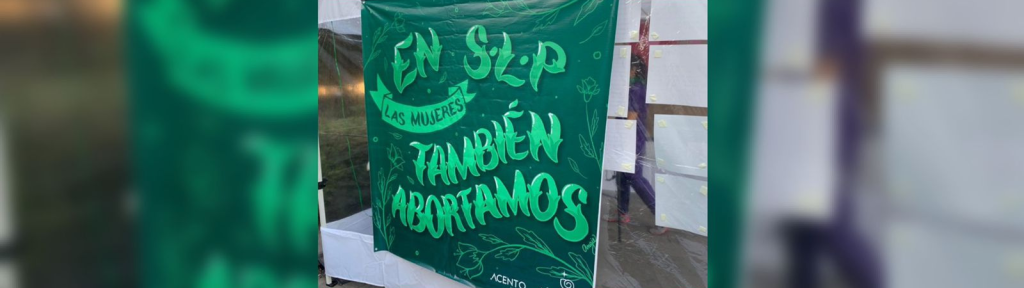 EN S.L.P
LAS MUJERES
TAMBIÉN
ABORTAMOS
ACENTO